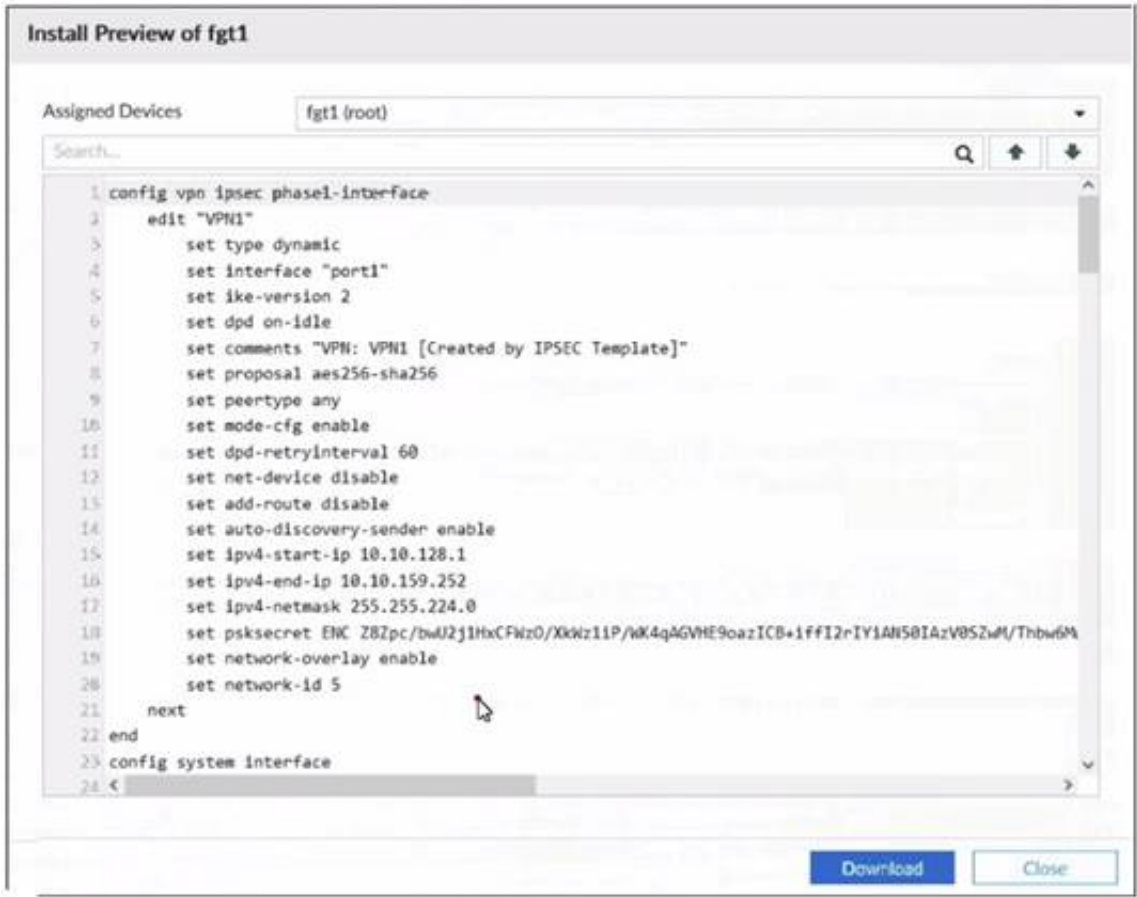 Install Preview of fgt1
Assigned Devices fgt1 (root)
Search...
1 config vpn ipsec phase1-interface
2 edit "VPN1"
3 set type dynamic
4 set interface "port1"
5 set ike-version 2
6 set dpd on-idle
7 set comments "VPN: VPN1 [Created by IPSEC Template]"
8 set proposal aes256-sha256
9 set peertype any
10 set mode-cfg enable
11 set dpd-retryinterval 60
12 set net-device disable
13 set add-route disable
14 set auto-discovery-sender enable
15 set ipv4-start-ip 10.10.128.1
16 set ipv4-end-ip 10.10.159.252
17 set ipv4-netmask 255.255.224.0
18 set psksecret ENC
19 set network-overlay enable
20 set network-id 5
21 next
22 end
23 config system interface
24
Download Close